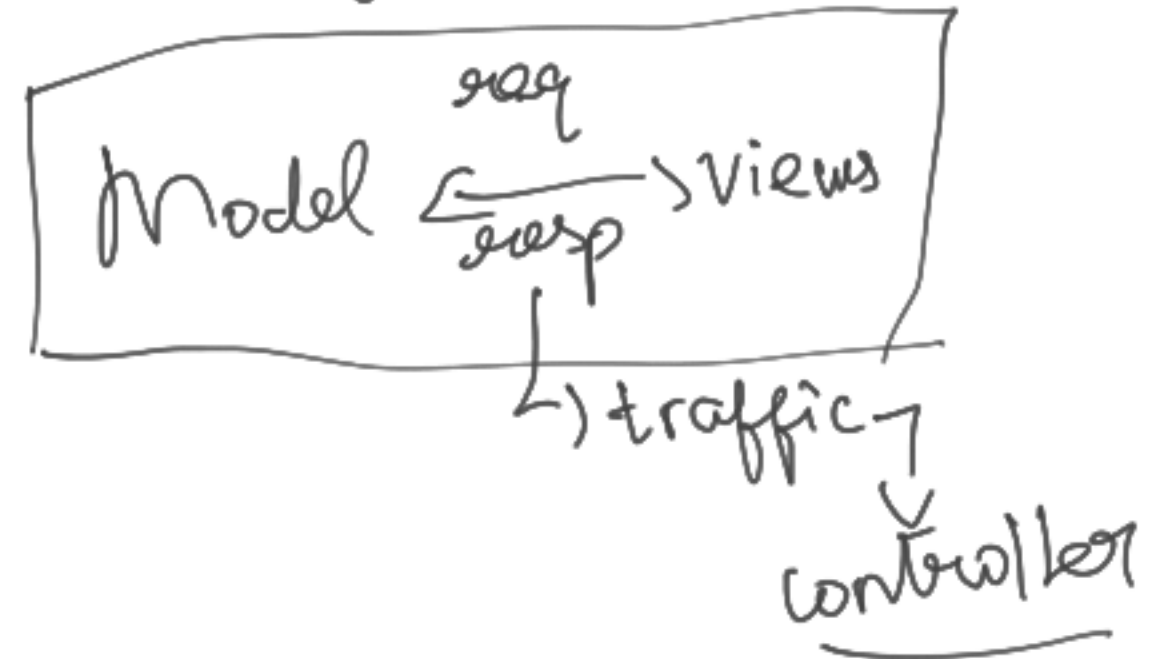 req
Model <-> Views
resp
traffic
controller